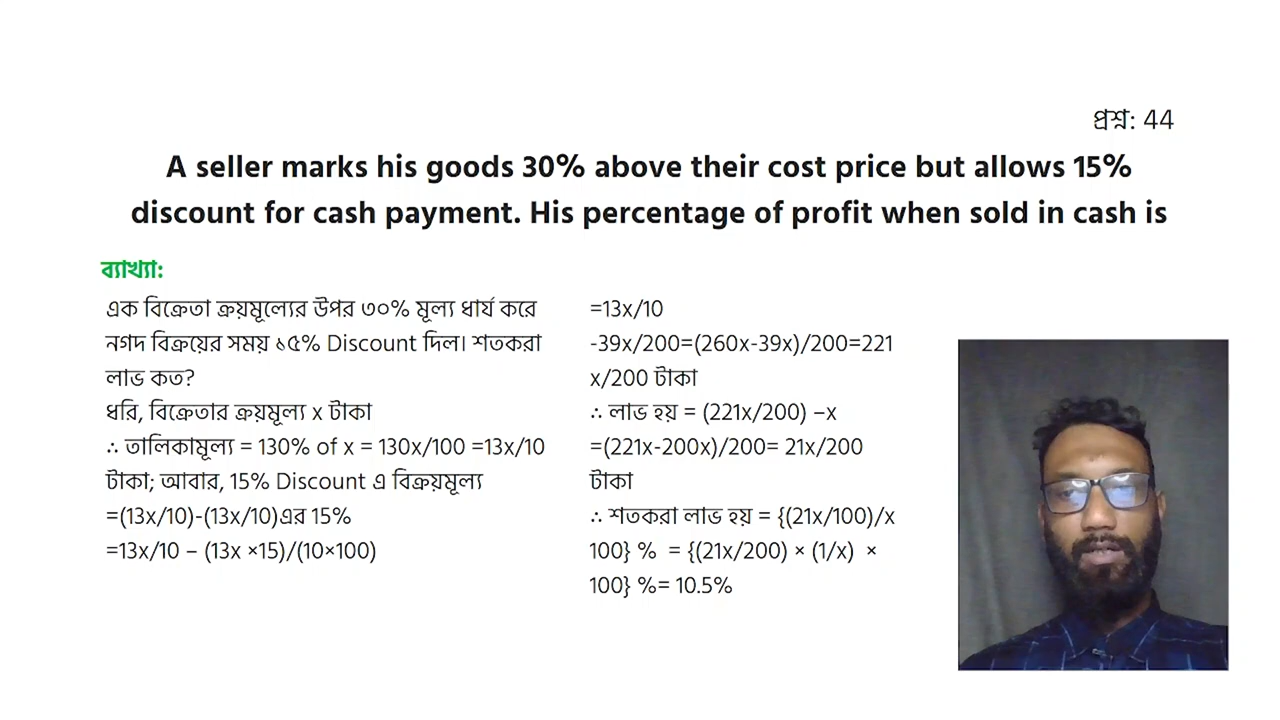 প্রশ্ন: 44
A seller marks his goods 30% above their cost price but allows 15%
discount for cash payment. His percentage of profit when sold in cash is
ব্যাখ্যা:
এক বিক্রেতা ক্রয়মূল্যের উপর ৩০% মূল্য ধার্য করে
নগদ বিক্রয়ের সময় ১৫% Discount দিল। শতকরা
লাভ কত?
ধরি, বিক্রেতার ক্রয়মূল্য x টাকা
∴ তালিকামূল্য = 130% of x = 130x/100 =13x/10
টাকা; আবার, 15% Discount এ বিক্রয়মূল্য
=(13x/10)-(13x/10)এর 15%
=13x/10 – (13x ×15)/(10×100)
=13x/10
-39x/200=(260x-39x)/200=221
x/200 টাকা
∴ লাভ হয় = (221x/200) –x
=(221x-200x)/200= 21x/200
টাকা
∴ শতকরা লাভ হয় = {(21x/100)/x
100} % = {(21x/200) × (1/x) ×
100} %= 10.5%